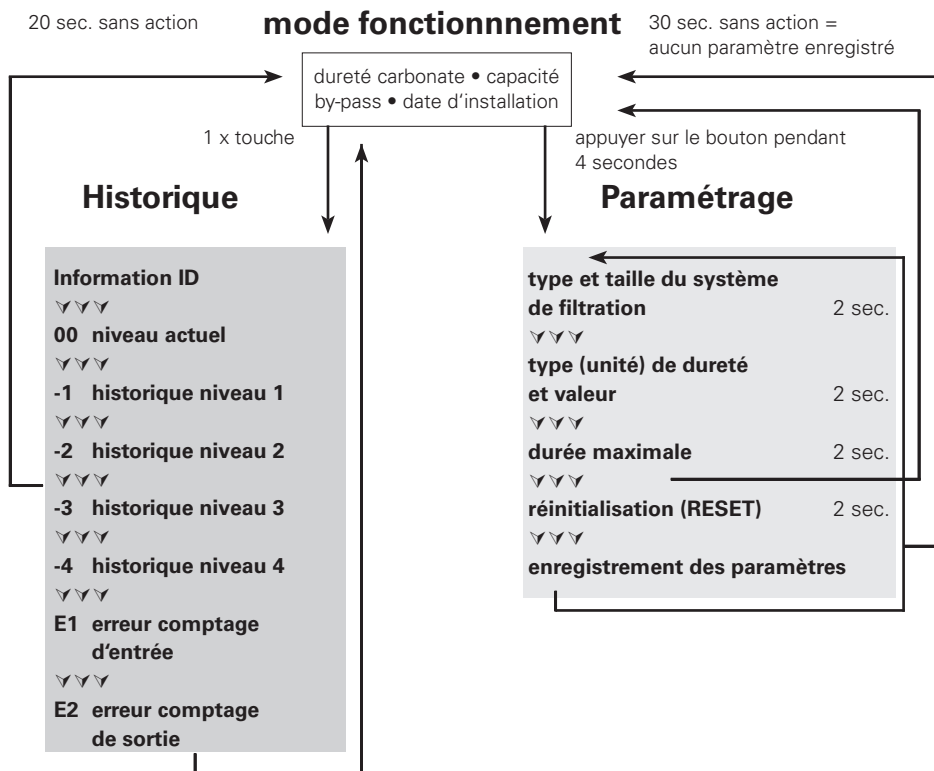 20 sec. sans action
mode fonctionnnement
30 sec. sans action =
aucun paramètre enregistré
dureté carbonate • capacité
by-pass • date d'installation
1 x touche
appuyer sur le bouton pendant
4 secondes
Historique
Information ID
00 niveau actuel
-1 historique niveau 1
-2 historique niveau 2
-3 historique niveau 3
-4 historique niveau 4
E1 erreur comptage
d‘entrée
E2 erreur comptage
de sortie
Paramétrage
type et taille du système
de filtration 2 sec.
type (unité) de dureté
et valeur 2 sec.
durée maximale 2 sec.
réinitialisation (RESET) 2 sec.
enregistrement des paramètres